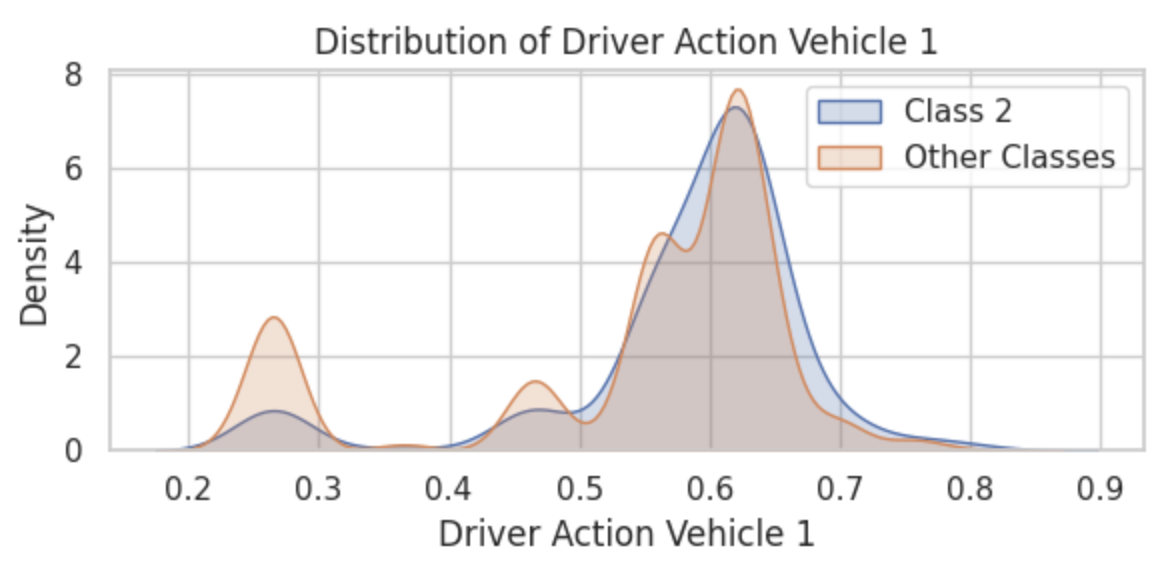 Distribution of Driver Action Vehicle 1
8
6
4
2
0
Density
Class 2
Other Classes
0.2 0.3 0.4 0.5 0.6 0.7 0.8 0.9
Driver Action Vehicle 1